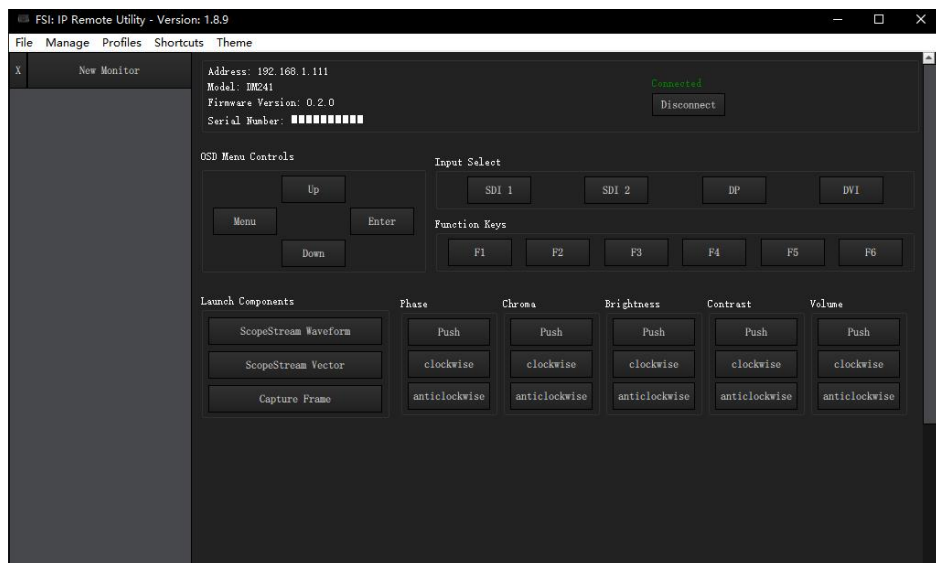 FSI: IP Remote Utility - Version: 1.8.9
File Manage Profiles Shortcuts Theme
X New Monitor
Address: 192.168.1.111
Model: DM241
Firmware Version: 0.2.0
Serial Number:
Connected
Disconnect
OSD Menu Controls
Up
Menu Enter
Down
Input Select
SDI 1 SDI 2 DP DVI
Function Keys
F1 F2 F3 F4 F5 F6
Launch Components
ScopeStream Waveform
ScopeStream Vector
Capture Frame
Phase Chroma Brightness Contrast Volume
Push Push Push Push Push
clockwise clockwise clockwise clockwise clockwise
anticlockwise anticlockwise anticlockwise anticlockwise anticlockwise